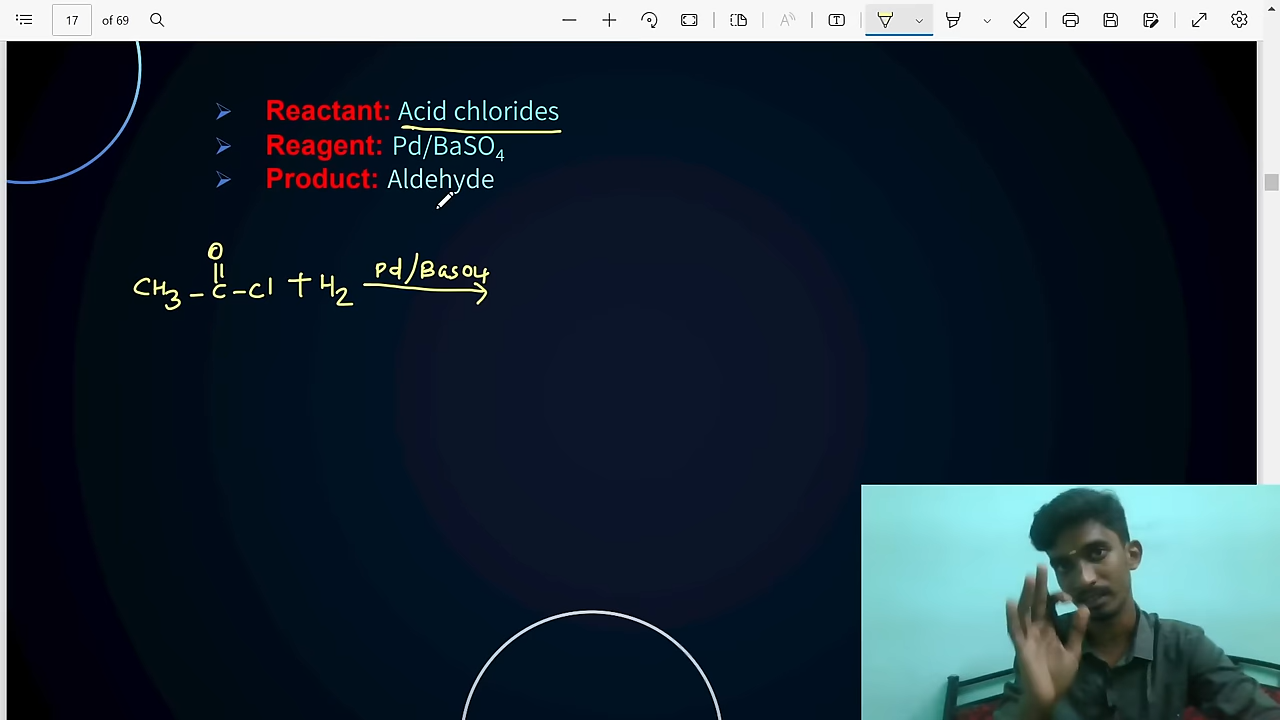 17 of 69
Reactant: Acid chlorides
Reagent: Pd/BaSO₄
Product: Aldehyde
O
CH₃ – C – Cl + H₂ Pd/BaSO₄ →